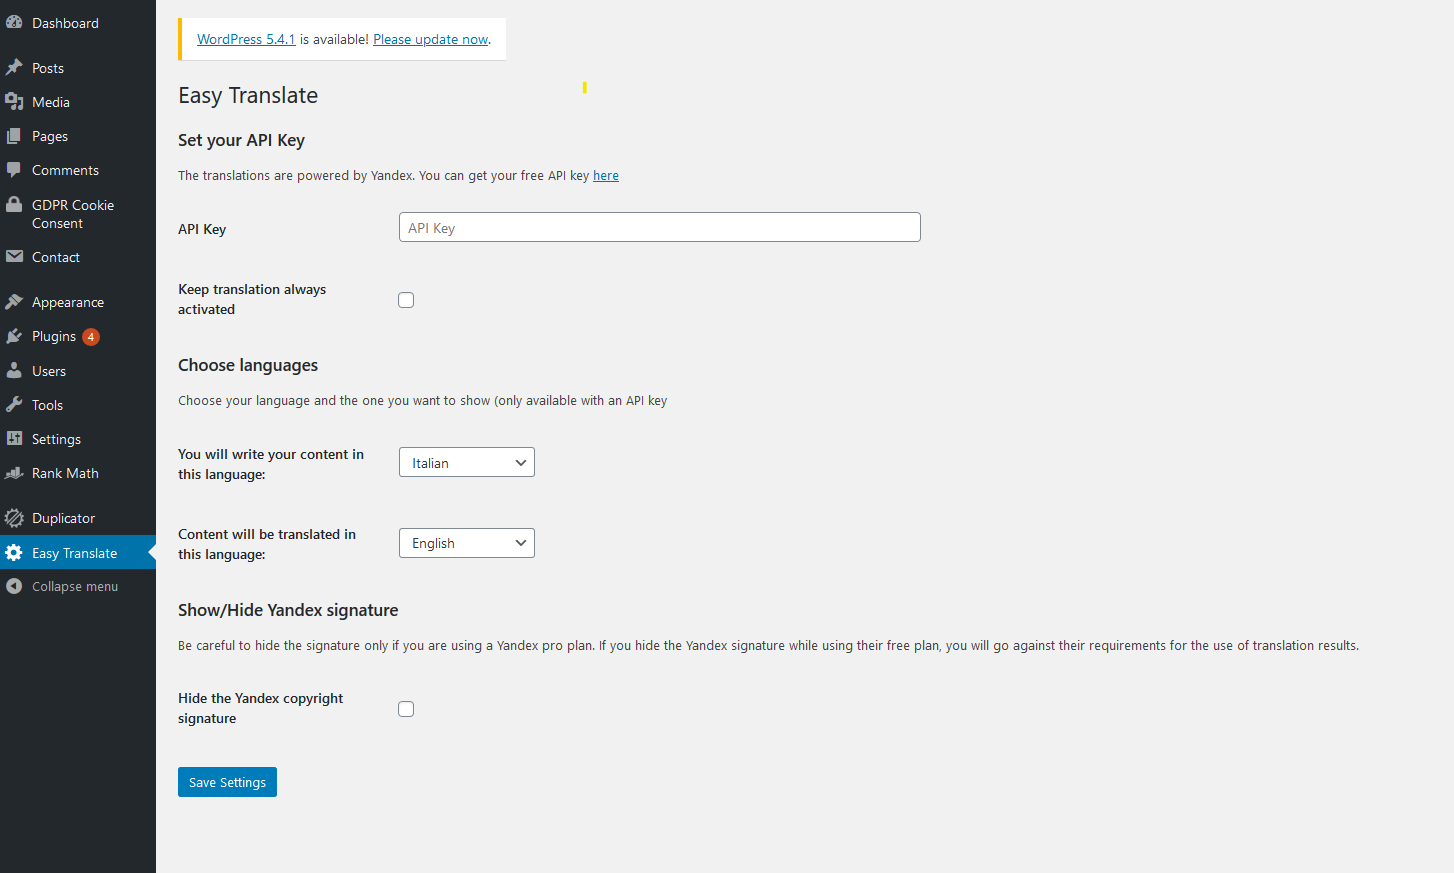 Dashboard
Posts
Media
Pages
Comments
GDPR Cookie
Consent
Contact
Appearance
Plugins 4
Users
Tools
Settings
Rank Math
Duplicator
Easy Translate
Collapse menu
WordPress 5.4.1 is available! Please update now.
Easy Translate
Set your API Key
The translations are powered by Yandex. You can get your free API key here
API Key
API Key
Keep translation always
activated
Choose languages
Choose your language and the one you want to show (only available with an API key
You will write your content in
this language:
Italian
Content will be translated in
this language:
English
Show/Hide Yandex signature
Be careful to hide the signature only if you are using a Yandex pro plan. If you hide the Yandex signature while using their free plan, you will go against their requirements for the use of translation results.
Hide the Yandex copyright
signature
Save Settings